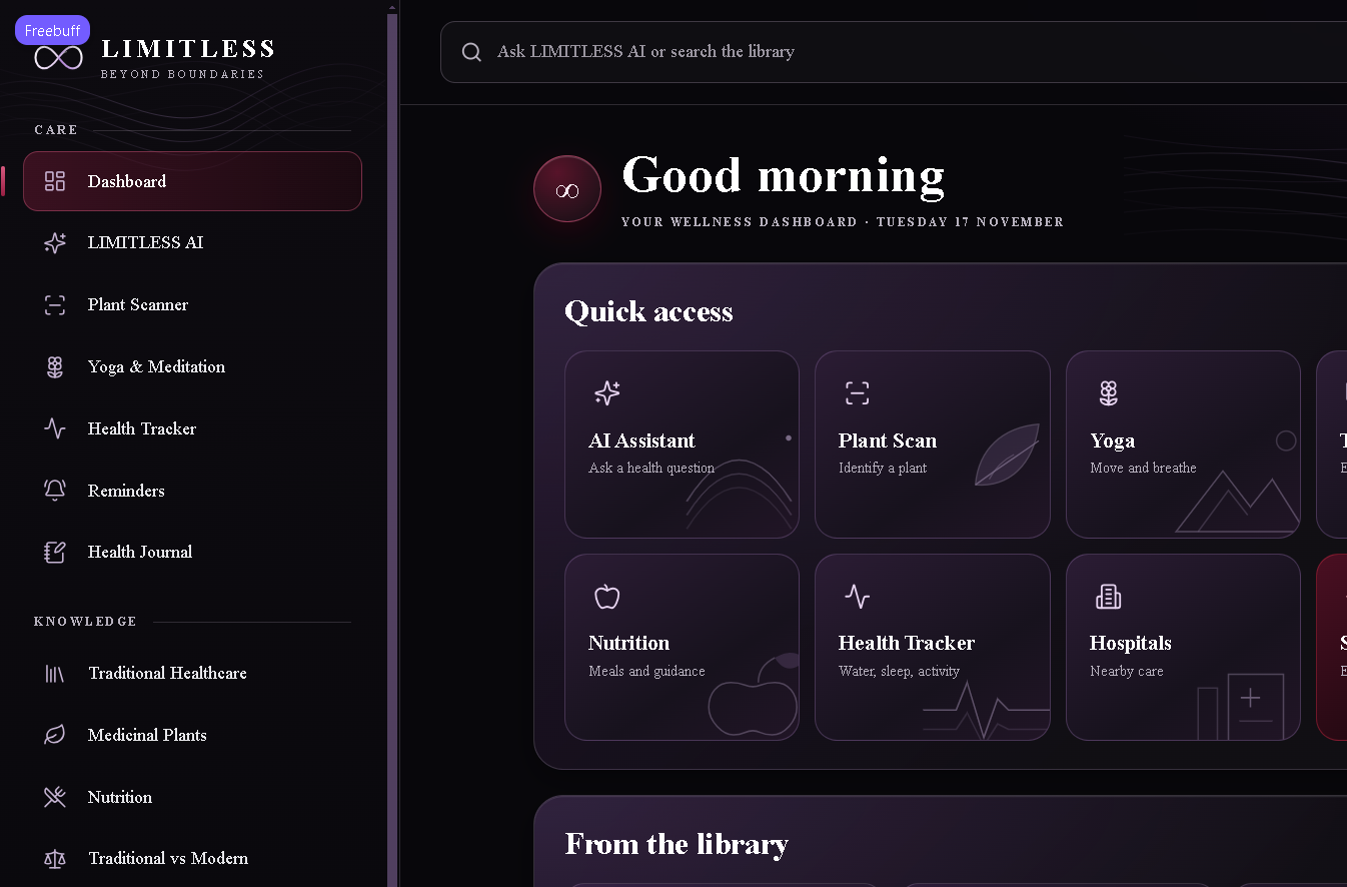 Freebuff
LIMITLESS
BEYOND BOUNDARIES
CARE
Dashboard
LIMITLESS AI
Plant Scanner
Yoga & Meditation
Health Tracker
Reminders
Health Journal
KNOWLEDGE
Traditional Healthcare
Medicinal Plants
Nutrition
Traditional vs Modern
Ask LIMITLESS AI or search the library
Good morning
YOUR WELLNESS DASHBOARD · TUESDAY 17 NOVEMBER
Quick access
AI Assistant
Ask a health question
Plant Scan
Identify a plant
Yoga
Move and breathe
Nutrition
Meals and guidance
Health Tracker
Water, sleep, activity
Hospitals
Nearby care
From the library